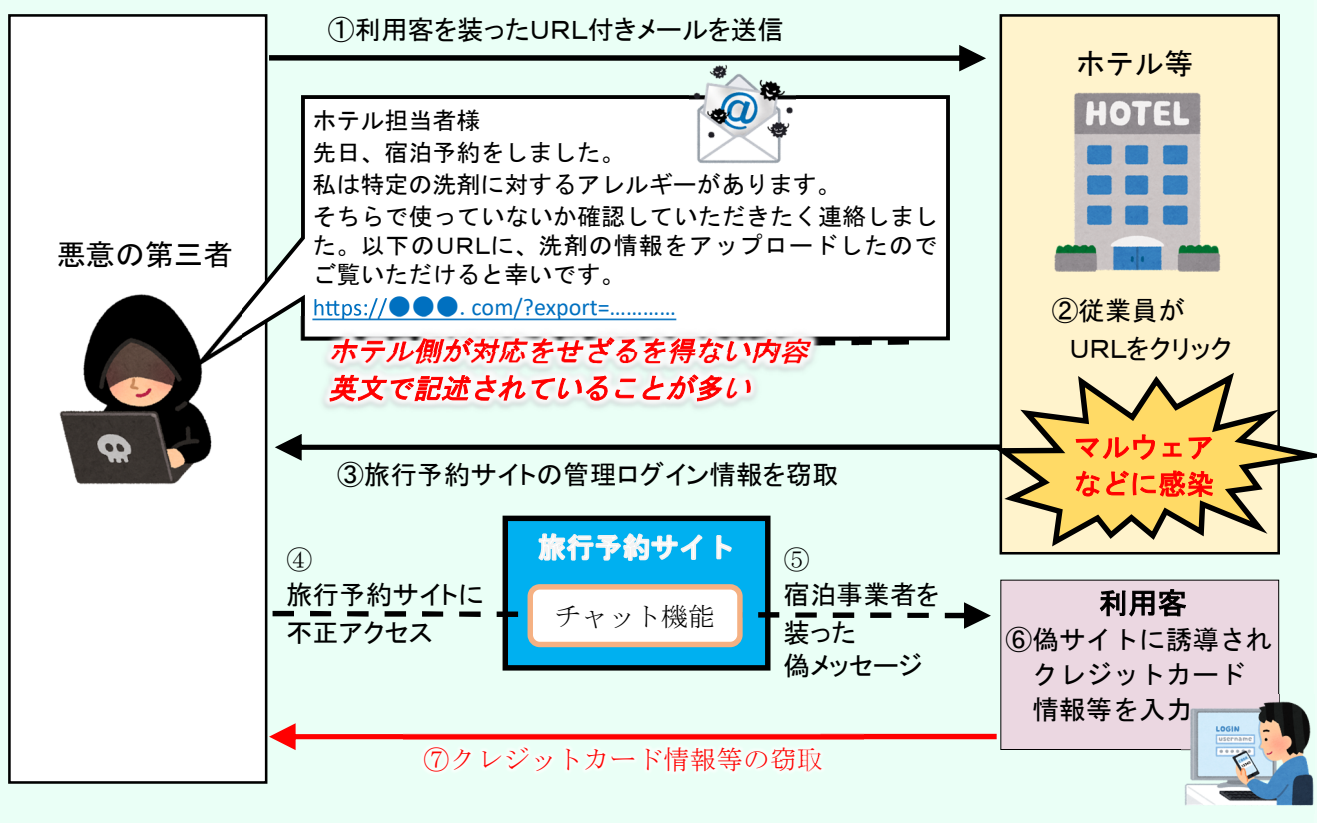 ①利用客を装ったURL付きメールを送信
ホテル担当者様
先日、宿泊予約をしました。
私は特定の洗剤に対するアレルギーがあります。
そちらで使っていないか確認していただきたく連絡しまし
た。以下のURLに、洗剤の情報をアップロードしたので
ご覧いただけると幸いです。
https://●●●. com/?export=…………
@
ホテル側が対応をせざるを得ない内容
英文で記述されていることが多い
悪意の第三者
ホテル等
HOTEL
②従業員が
URLをクリック
マルウェア
などに感染
③旅行予約サイトの管理ログイン情報を窃取
④
旅行予約サイトに
不正アクセス
旅行予約サイト
チャット機能
⑤
宿泊事業者を
装った
偽メッセージ
利用客
⑥偽サイトに誘導され
クレジットカード
情報等を入力
LOGIN
username
⑦クレジットカード情報等の窃取